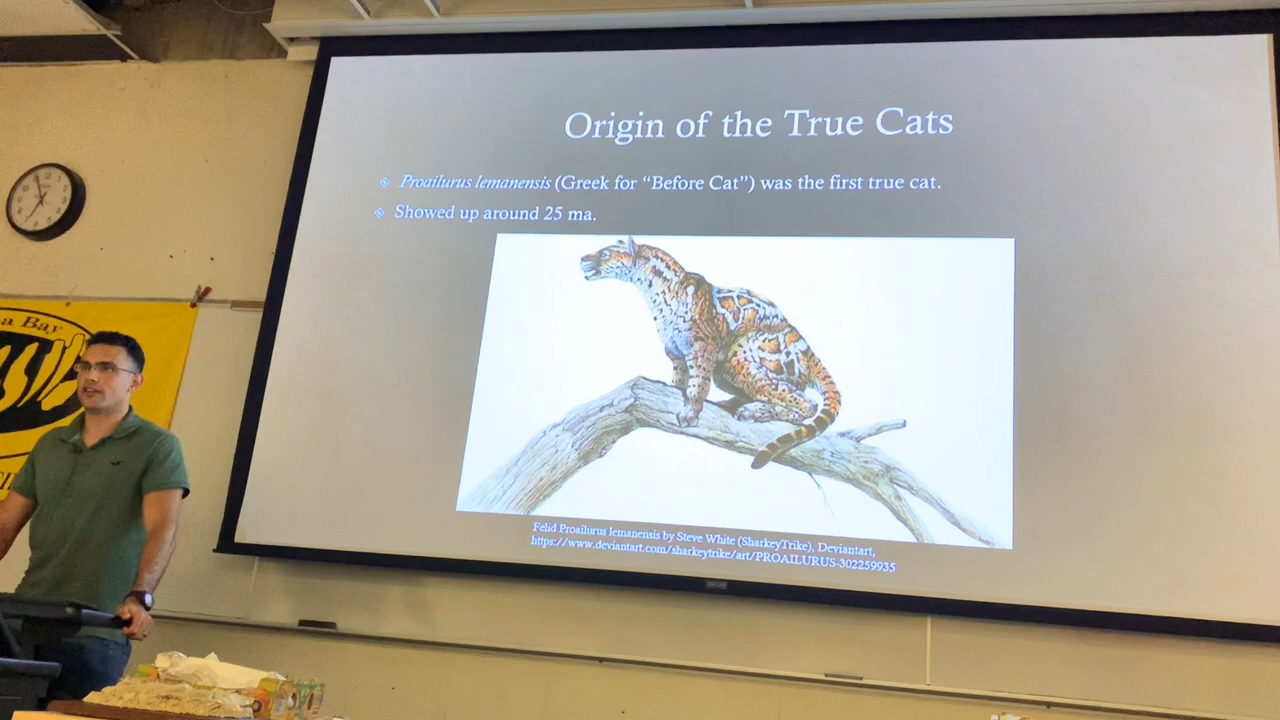 Origin of the True Cats
Proailurus lemanensis (Greek for “Before Cat”) was the first true cat.
Showed up around 25 ma.
a Bay
Felid Proailurus lemanensis by Steve White (SharkeyTrike), Deviantart,
https://www.deviantart.com/sharkeytrike/art/PROAILURUS-302259935